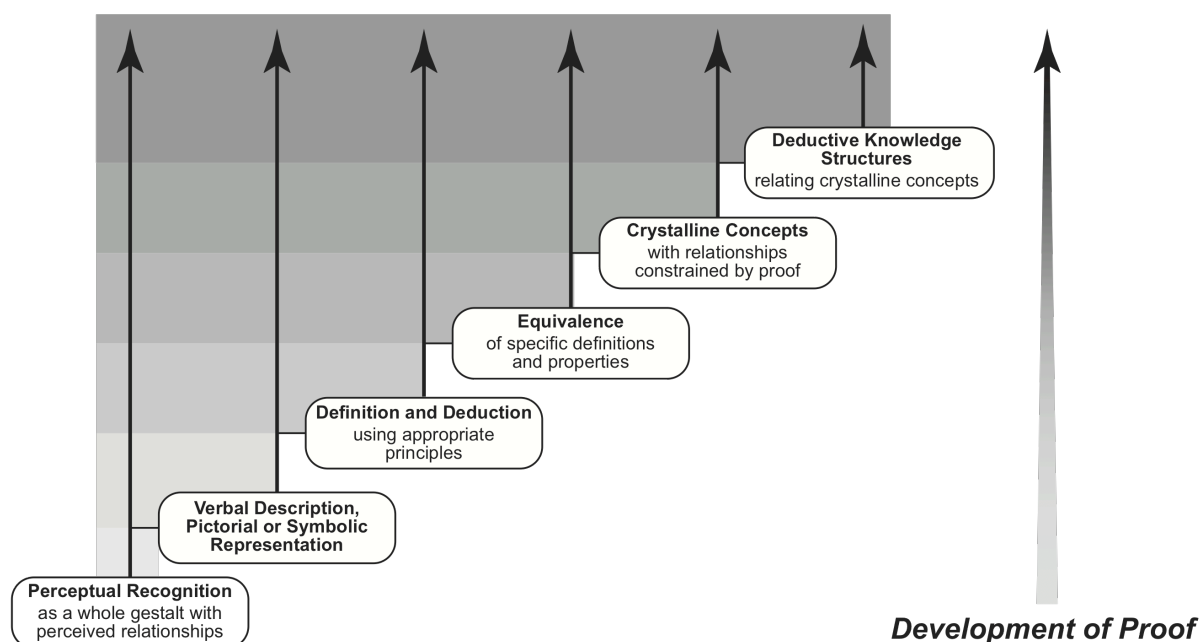 Deductive Knowledge
Structures
relating crystalline concepts
Crystalline Concepts
with relationships
constrained by proof
Equivalence
of specific definitions
and properties
Definition and Deduction
using appropriate
principles
Verbal Description,
Pictorial or Symbolic
Representation
Perceptual Recognition
as a whole gestalt with
perceived relationships
Development of Proof